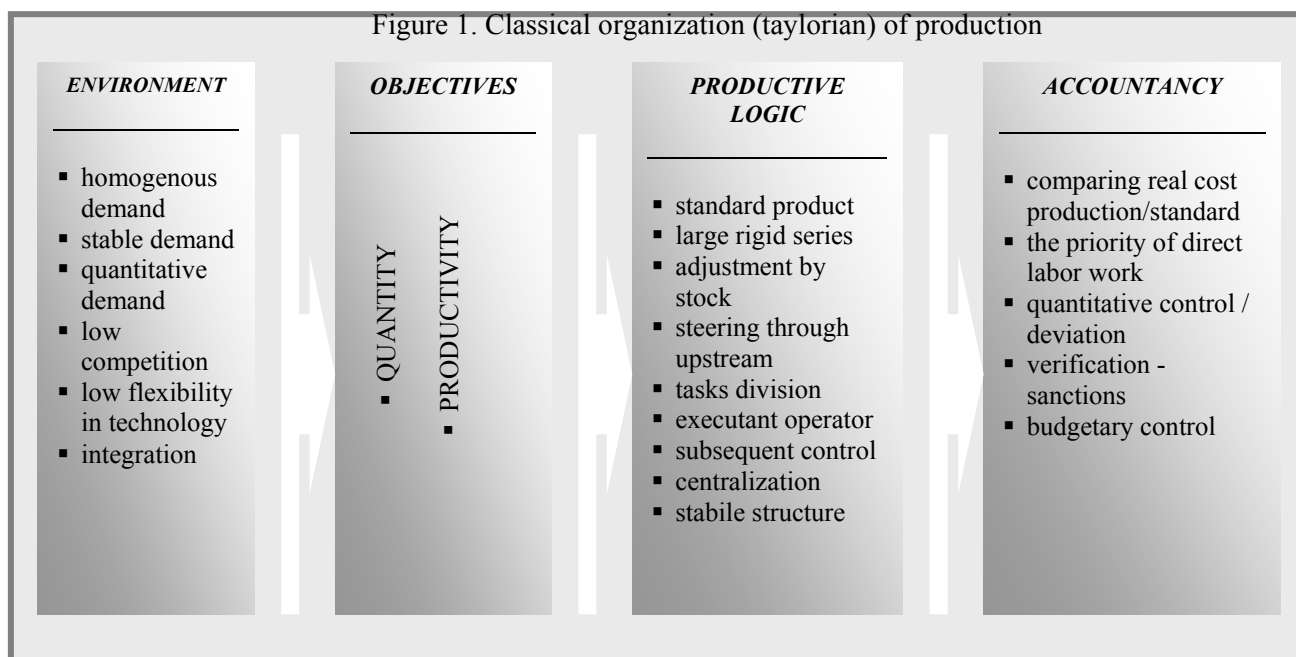 Figure 1. Classical organization (taylorian) of production
ENVIRONMENT
▪ homogenous
demand
▪ stable demand
▪ quantitative
demand
▪ low
competition
▪ low flexibility
in technology
▪ integration
OBJECTIVES
▪ QUANTITY
▪ PRODUCTIVITY
PRODUCTIVE
LOGIC
▪ standard product
▪ large rigid series
▪ adjustment by
stock
▪ steering through
upstream
▪ tasks division
▪ executant operator
▪ subsequent control
▪ centralization
▪ stabile structure
ACCOUNTANCY
▪ comparing real cost
production/standard
▪ the priority of direct
labor work
▪ quantitative control /
deviation
▪ verification -
sanctions
▪ budgetary control